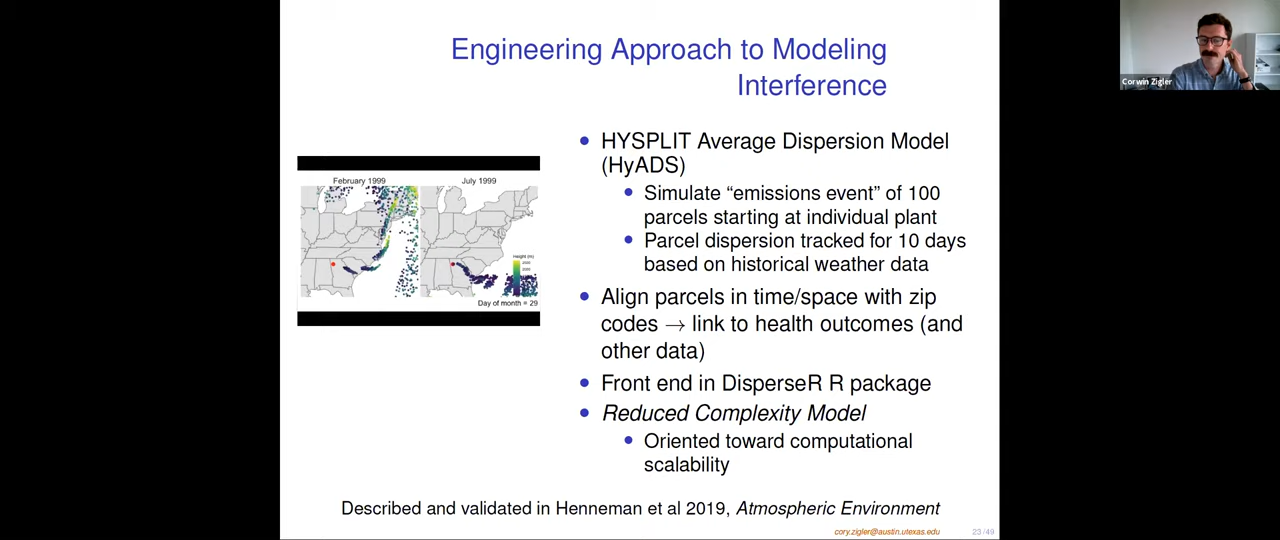 Engineering Approach to Modeling
Interference
February 1999
July 1999
Height (m)
Day of month = 29
• HYSPLIT Average Dispersion Model
(HyADS)
• Simulate “emissions event” of 100
parcels starting at individual plant
• Parcel dispersion tracked for 10 days
based on historical weather data
• Align parcels in time/space with zip
codes → link to health outcomes (and
other data)
• Front end in DisperseR R package
• Reduced Complexity Model
• Oriented toward computational
scalability
Described and validated in Henneman et al 2019, Atmospheric Environment
cory.zigler@austin.utexas.edu
23/49
Corwin Zigler